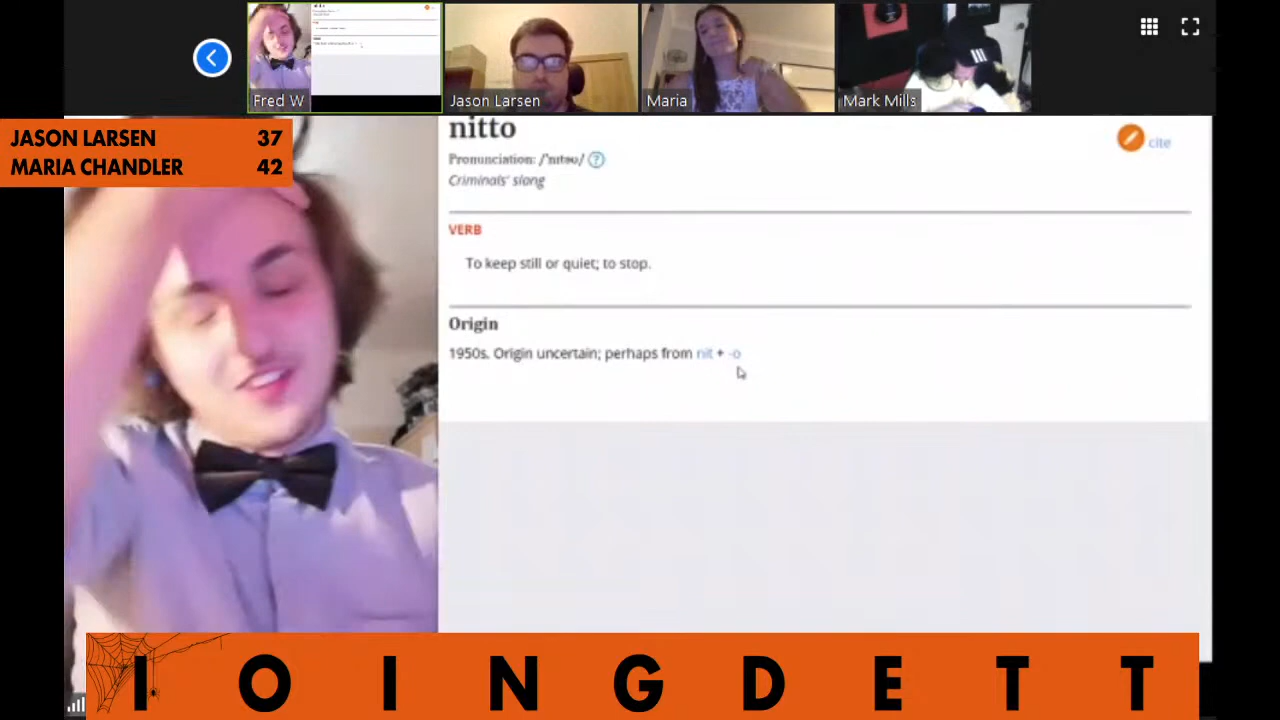 Fred W
Jason Larsen
Maria
Mark Mills
JASON LARSEN 37
MARIA CHANDLER 42
nitto
cite
Pronunciation: /ˈnɪtəʊ/ ?
Criminals' slang
VERB
To keep still or quiet; to stop.
Origin
1950s. Origin uncertain; perhaps from nit + -o
I O I N G D E T T